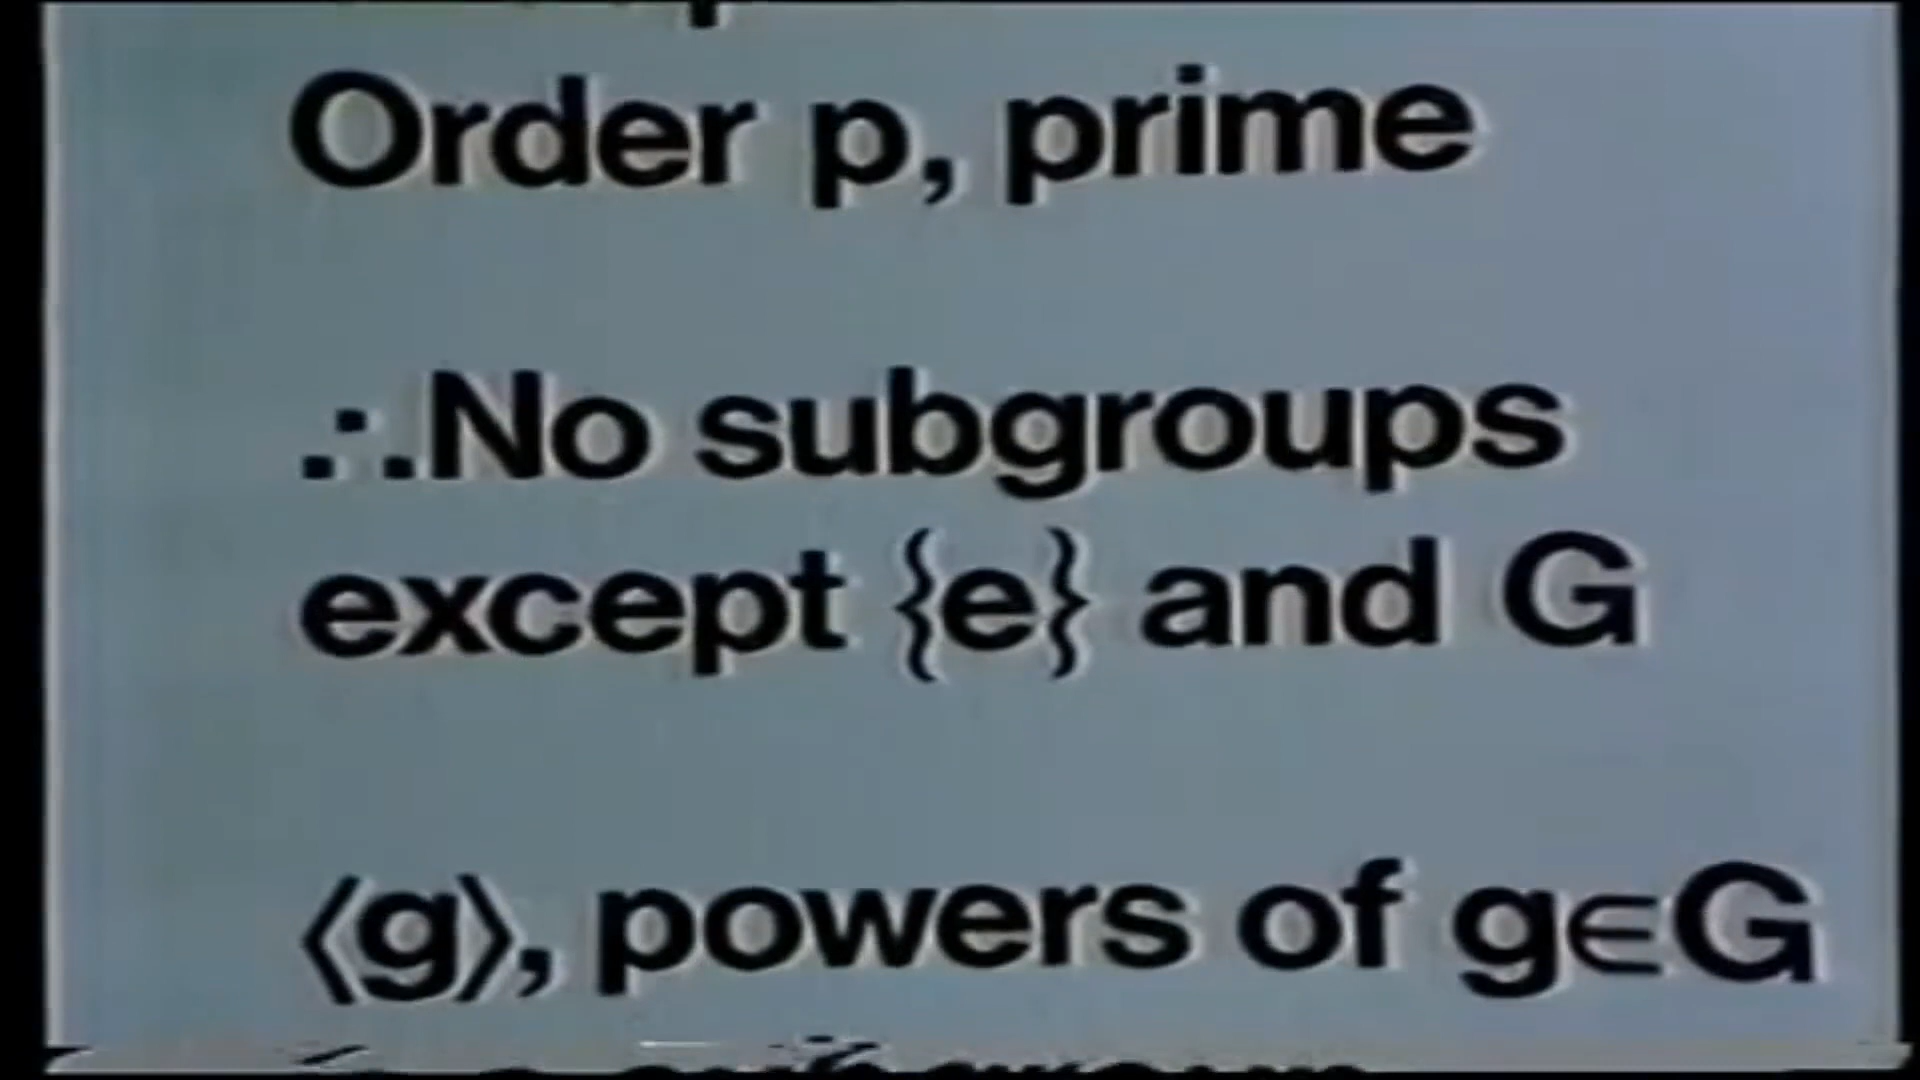 Order p, prime
∴No subgroups
except {e} and G
⟨g⟩, powers of g∈G